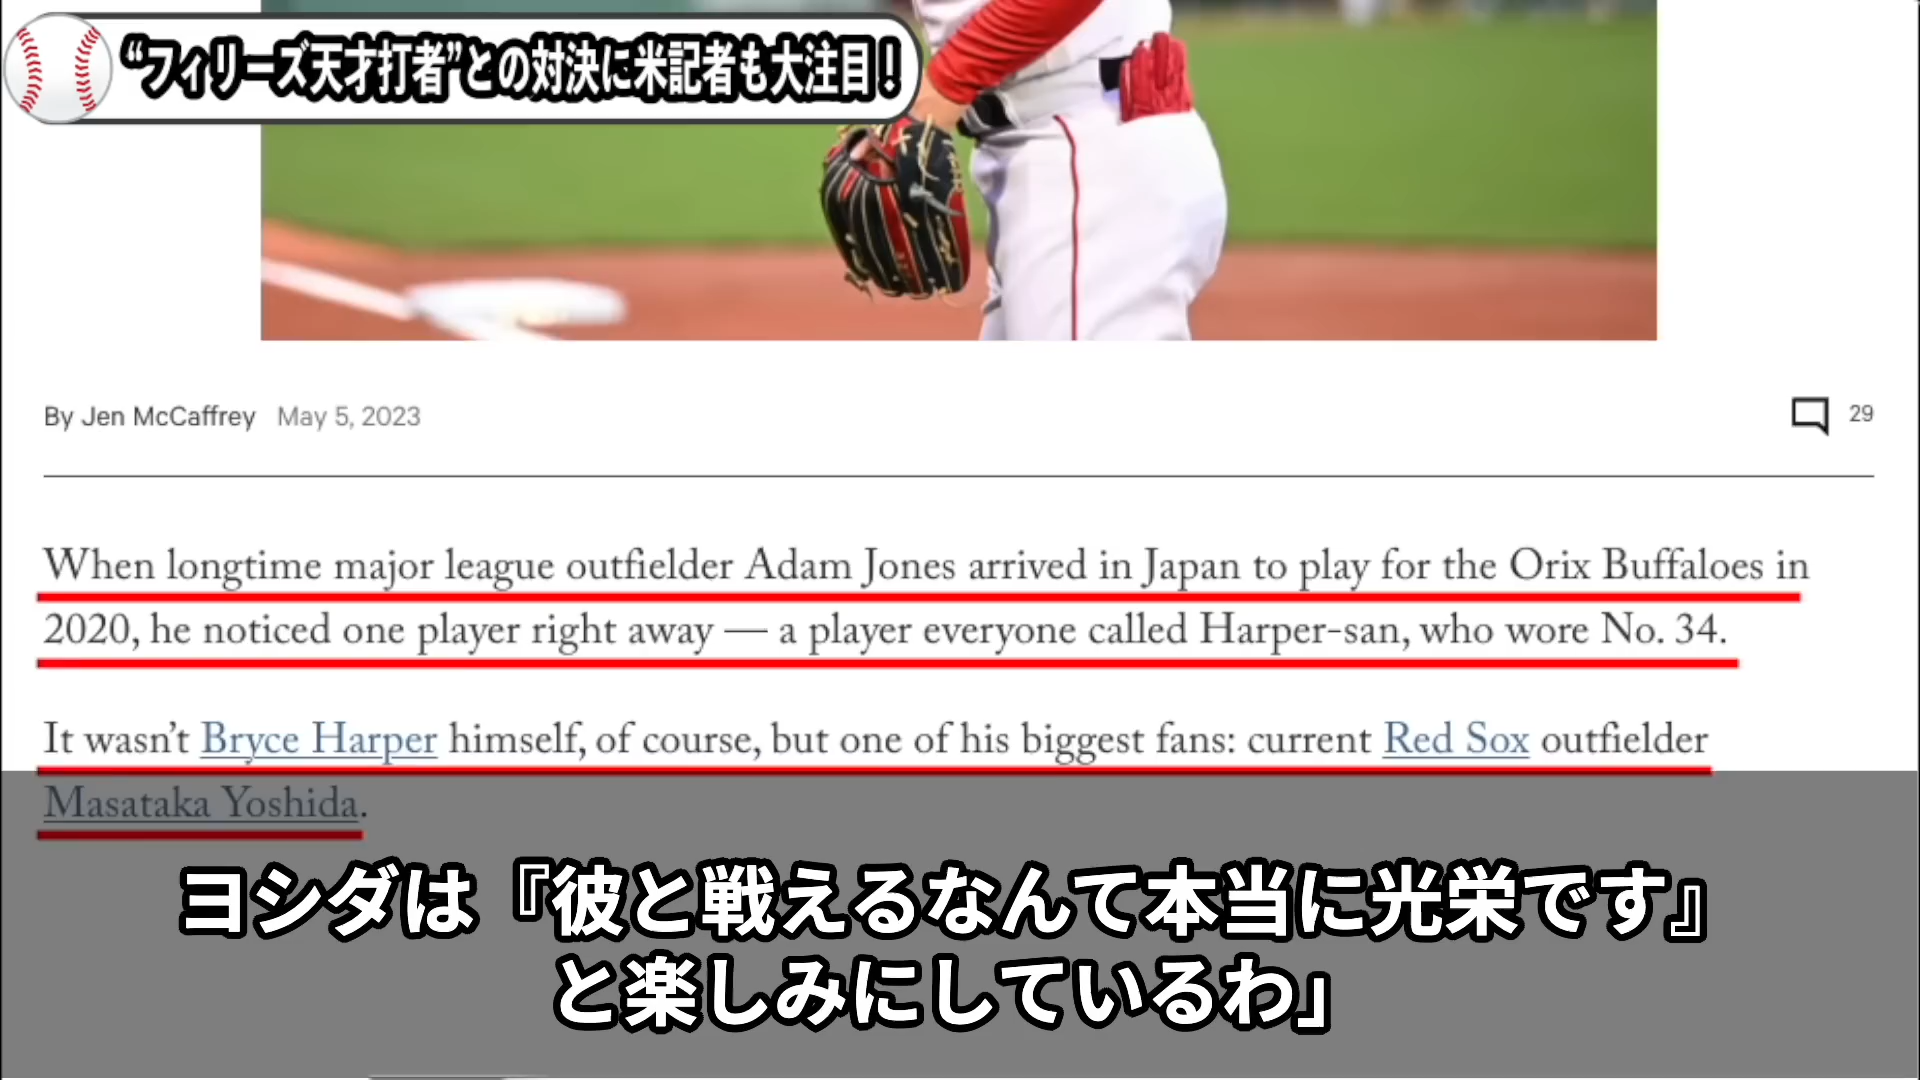 “フィリーズ天才打者”との対決に米記者も大注目！
By Jen McCaffrey May 5, 2023
29
When longtime major league outfielder Adam Jones arrived in Japan to play for the Orix Buffaloes in
2020, he noticed one player right away — a player everyone called Harper-san, who wore No. 34.
It wasn’t Bryce Harper himself, of course, but one of his biggest fans: current Red Sox outfielder
Masataka Yoshida.
ヨシダは『彼と戦えるなんて本当に光栄です』
と楽しみにしているわ」